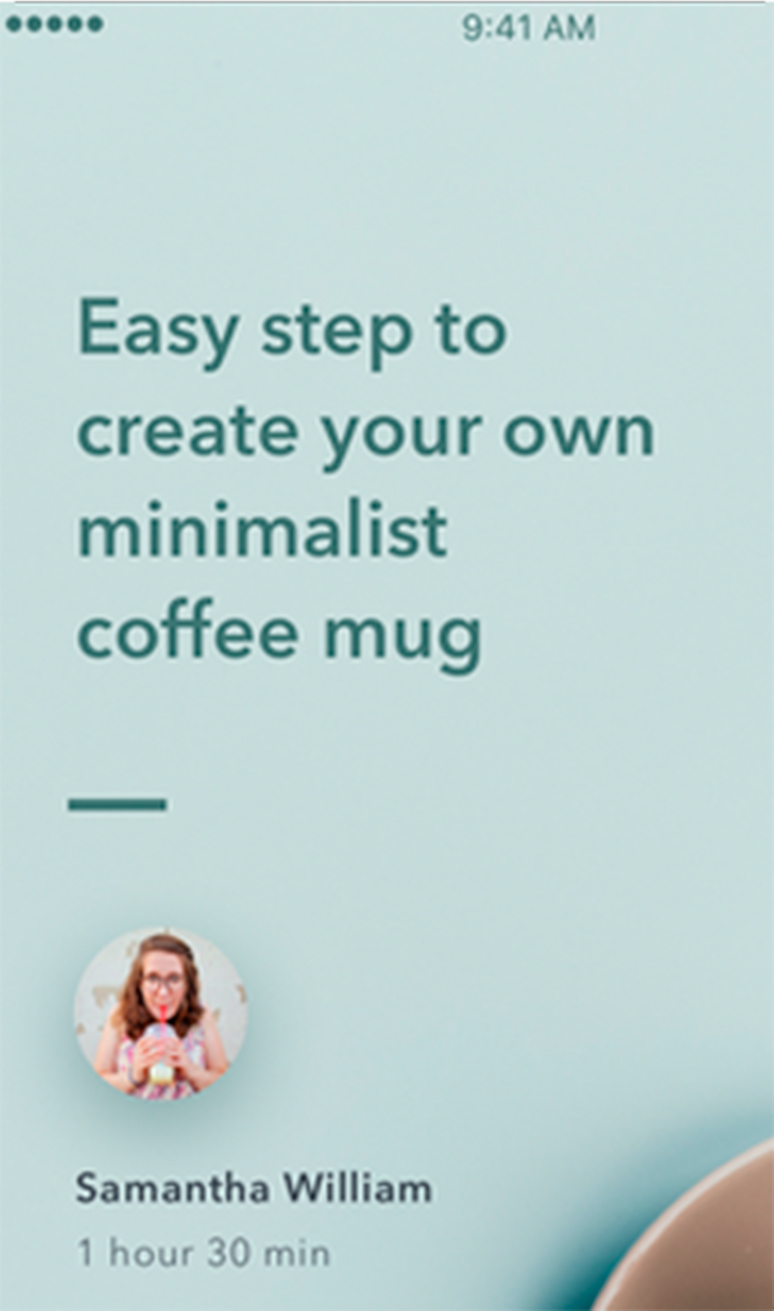 9:41 AM
Easy step to
create your own
minimalist
coffee mug
Samantha William
1 hour 30 min